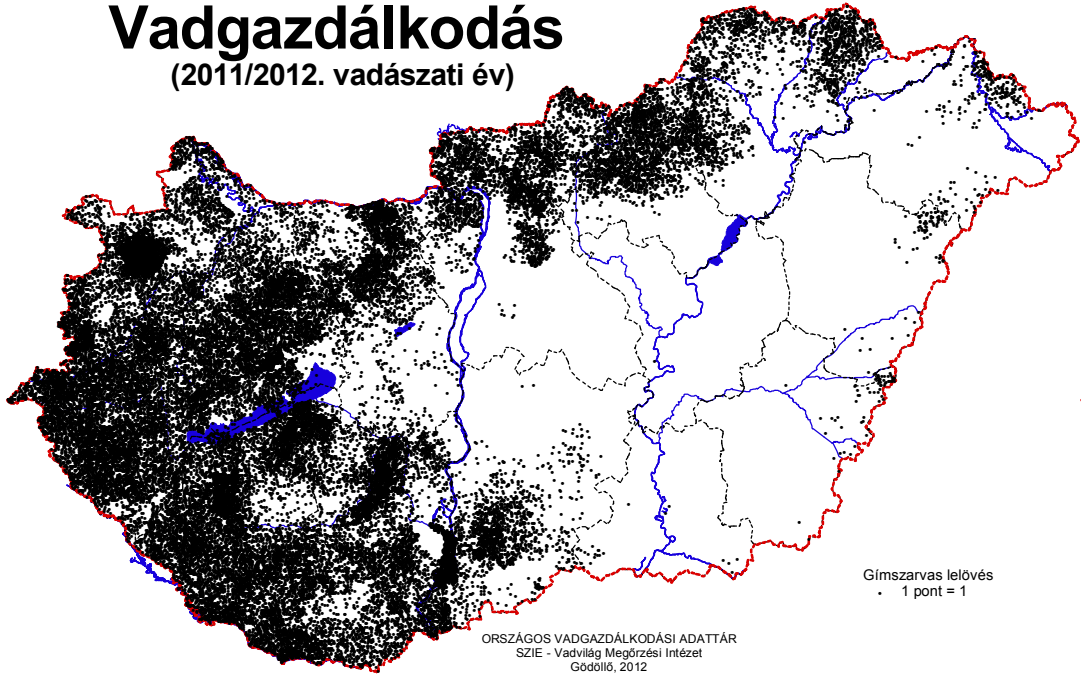 Vadgazdálkodás
(2011/2012. vadászati év)
Gímszarvas lelövés
1 pont = 1
ORSZÁGOS VADGAZDÁLKODÁSI ADATTÁR
SZIE - Vadvilág Megőrzési Intézet
Gödöllő, 2012